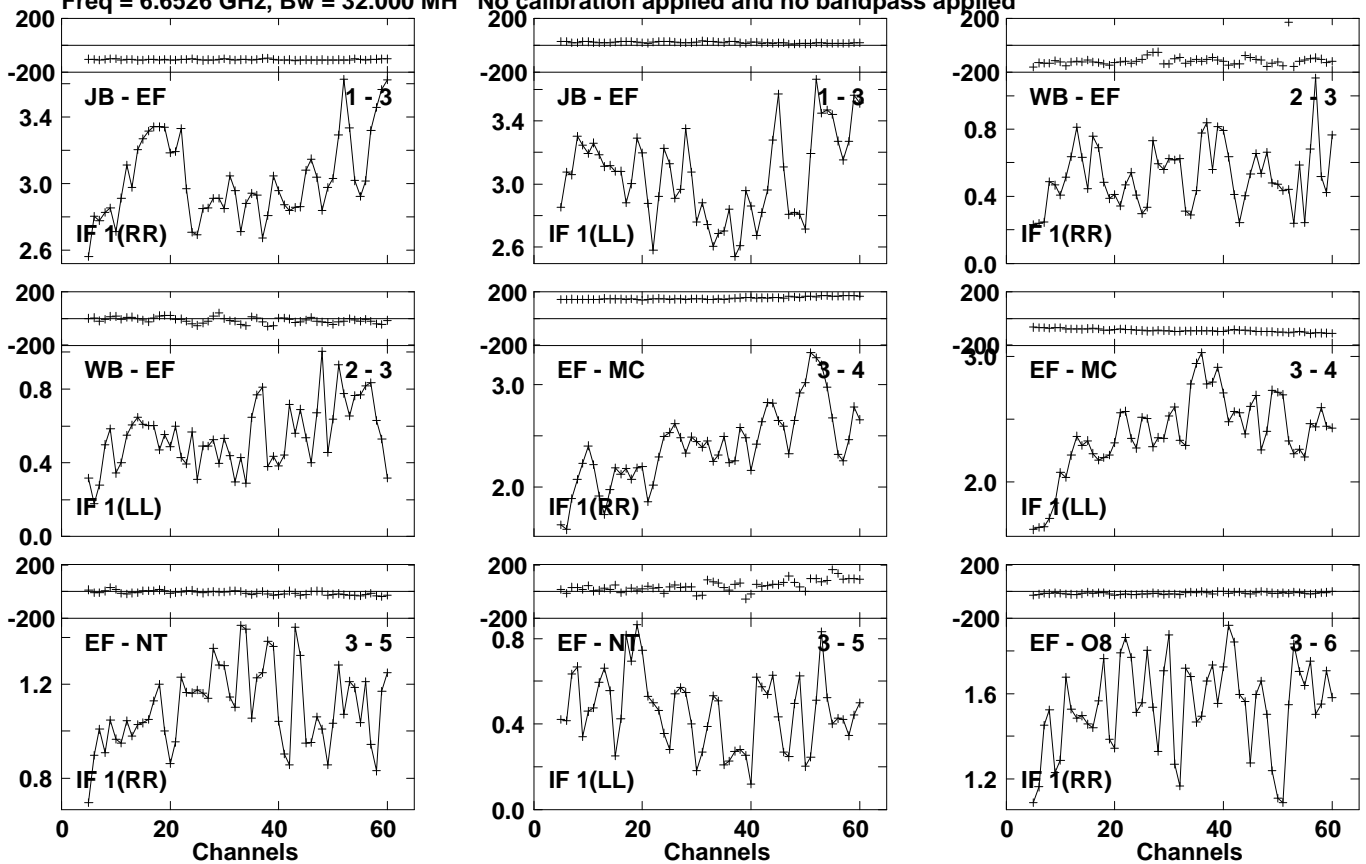 Freq = 6.6526 GHz, Bw = 32.000 MH No calibration applied and no bandpass applied
200
-200
JB - EF 1 - 3
3.4
3.0
2.6
IF 1(RR)
JB - EF 1 - 3
3.4
3.0
2.6
IF 1(LL)
200
-200
WB - EF 2 - 3
0.8
0.4
0.0
IF 1(RR)
200
-200
WB - EF 2 - 3
0.8
0.4
0.0
IF 1(LL)
EF - MC 3 - 4
3.0
2.0
IF 1(RR)
200
-200
3.0
EF - MC 3 - 4
2.0
IF 1(LL)
200
-200
EF - NT 3 - 5
1.2
0.8
IF 1(RR)
0 20 40 60
Channels
0.8
EF - NT 3 - 5
0.4
0.0
IF 1(LL)
0 20 40 60
Channels
200
-200
EF - O8 3 - 6
1.6
1.2
IF 1(RR)
0 20 40 60
Channels